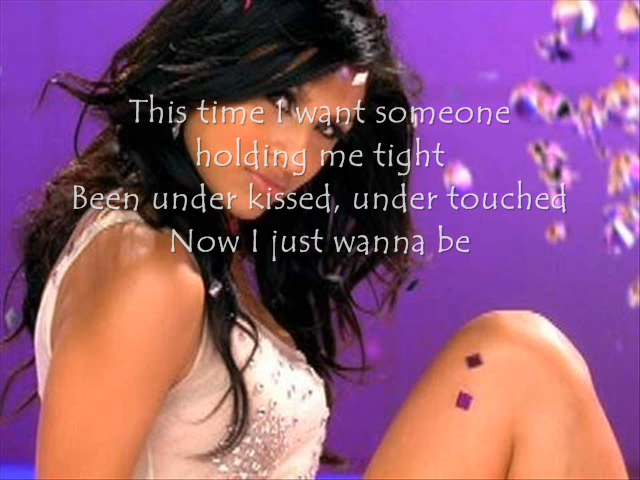 This time I want someone
holding me tight
Been under kissed, under touched
Now I just wanna be